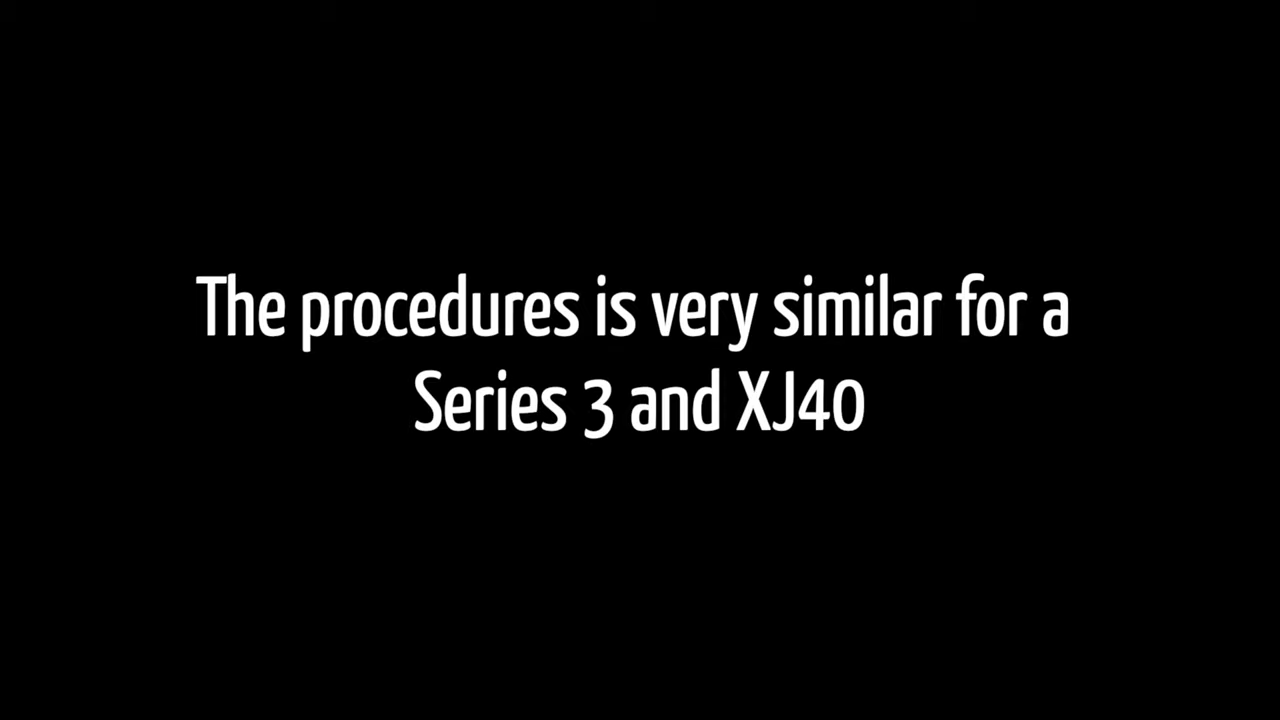 The procedures is very similar for a
Series 3 and XJ40